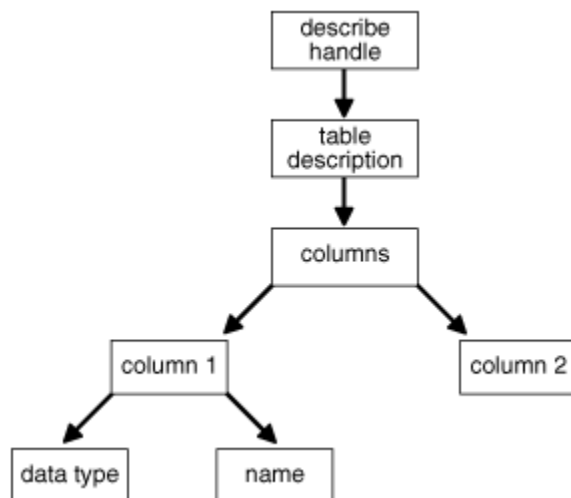 describe
handle
table
description
columns
column 1
column 2
data type
name